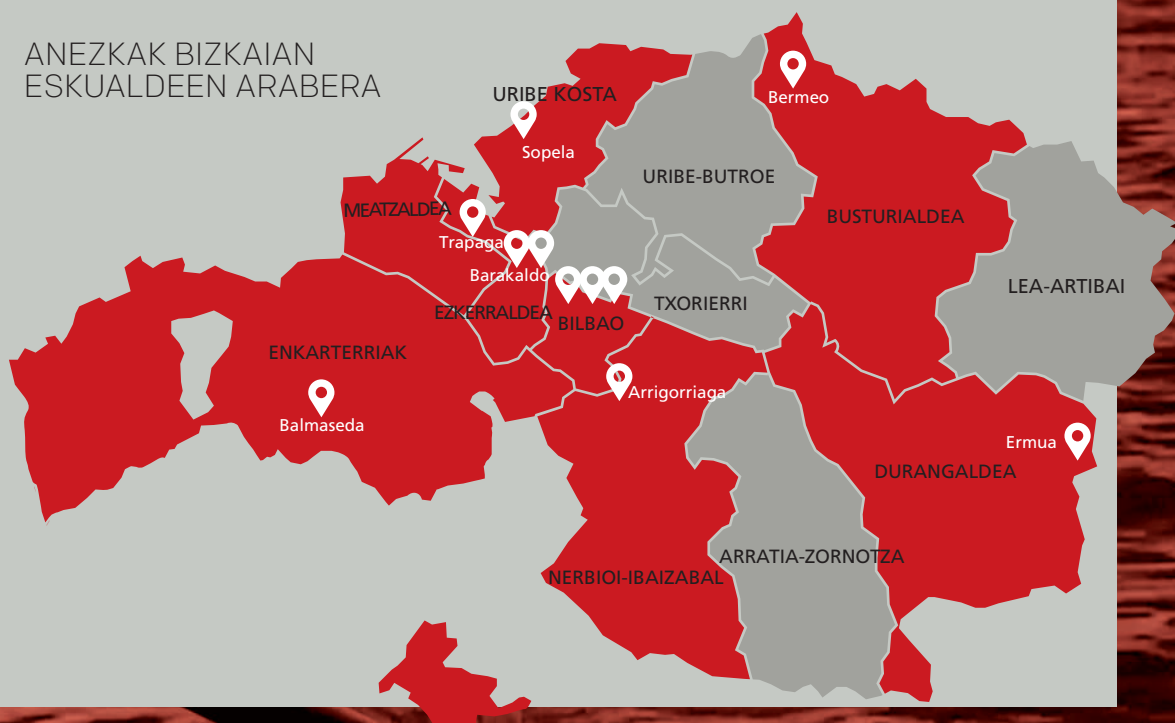 ANEZKAK BIZKAIAN
ESKUALDEEN ARABERA
URIBE KOSTA
Bermeo
Sopela
URIBE-BUTROE
MEATZALDEA
BUSTURIALDEA
Trapaga
Barakaldo
LEA-ARTIBAI
TXORIERRI
EZKERRALDEA
BILBAO
ENKARTERRIAK
Arrigorriaga
Balmaseda
Ermua
DURANGALDEA
ARRATIA-ZORNOTZA
NERBIOI-IBAIZABAL